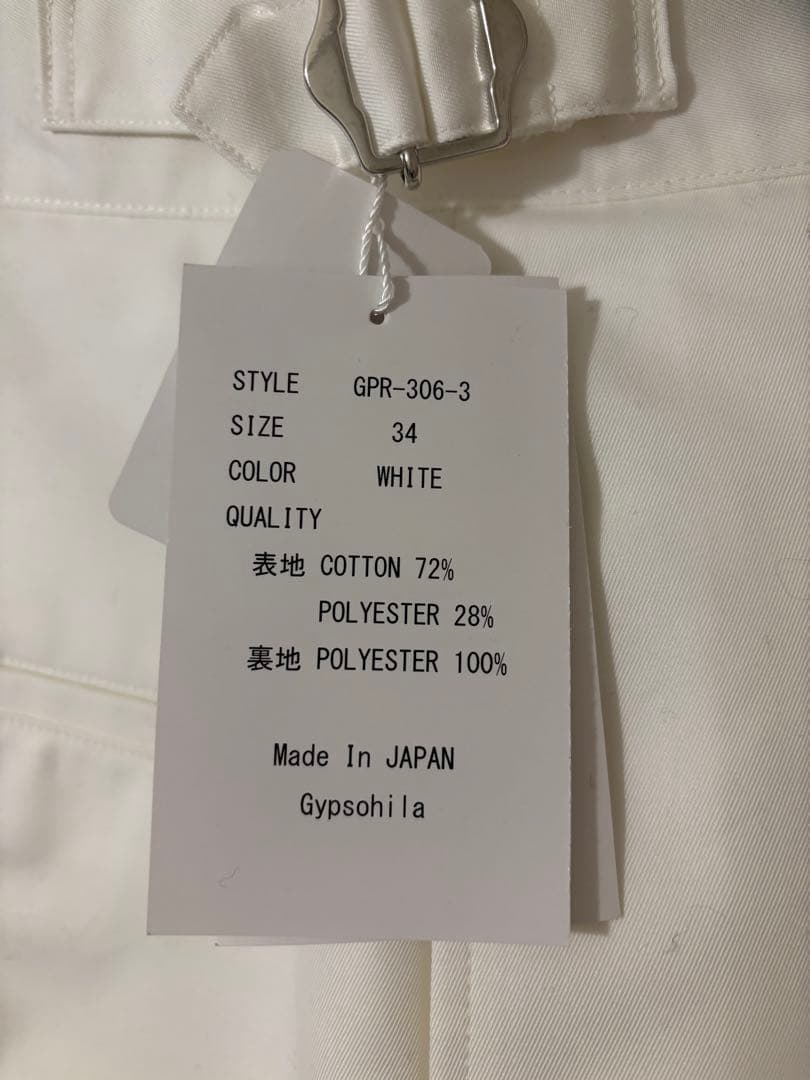 STYLE GPR-306-3
SIZE 34
COLOR WHITE
QUALITY
表地 COTTON 72%
POLYESTER 28%
裏地 POLYESTER 100%
Made In JAPAN
Gypsohila